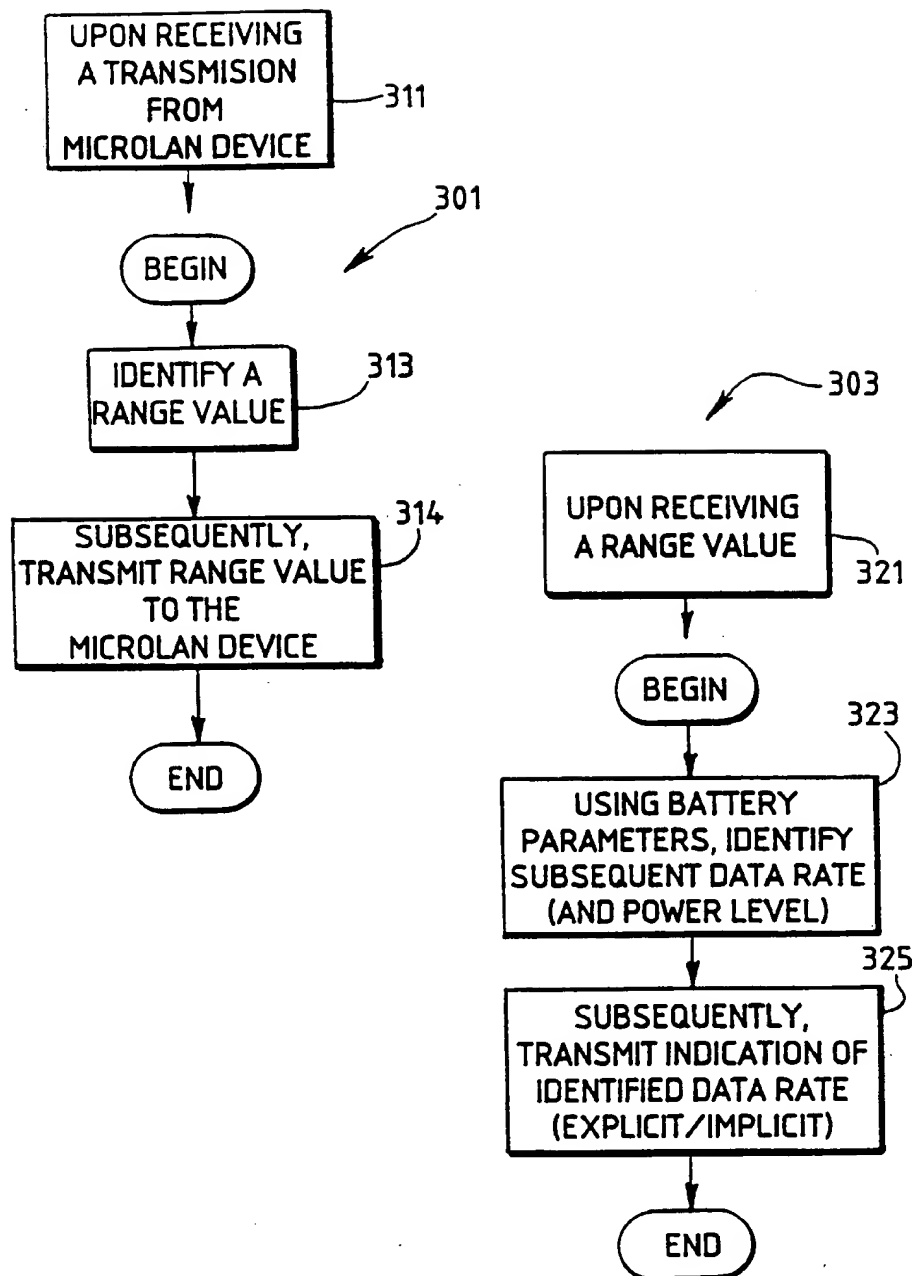 UPON RECEIVING
A TRANSMISION
FROM
MICROLAN DEVICE
311
301
BEGIN
IDENTIFY A
RANGE VALUE
313
SUBSEQUENTLY,
TRANSMIT RANGE VALUE
TO THE
MICROLAN DEVICE
314
END
303
UPON RECEIVING
A RANGE VALUE
321
BEGIN
323
USING BATTERY
PARAMETERS, IDENTIFY
SUBSEQUENT DATA RATE
(AND POWER LEVEL)
325
SUBSEQUENTLY,
TRANSMIT INDICATION OF
IDENTIFIED DATA RATE
(EXPLICIT/IMPLICIT)
END